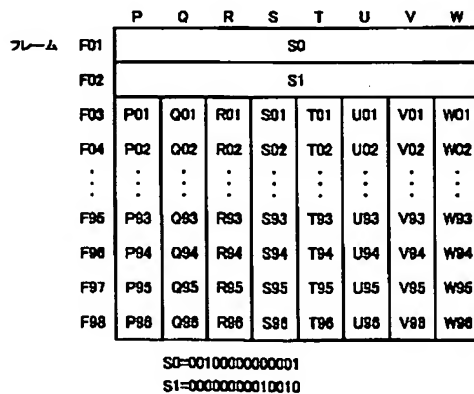 P Q R S T U V W
フレーム F01 S0
F02 S1
F03 P01 Q01 R01 S01 T01 U01 V01 W01
F04 P02 Q02 R02 S02 T02 U02 V02 W02
⋮ ⋮ ⋮ ⋮ ⋮ ⋮ ⋮ ⋮ ⋮
F95 P93 Q93 R93 S93 T93 U93 V93 W93
F96 P94 Q94 R94 S94 T94 U94 V94 W94
F97 P95 Q95 R95 S95 T95 U95 V95 W95
F98 P96 Q96 R96 S96 T96 U96 V96 W96
S0=00100000000001
S1=00000000010010